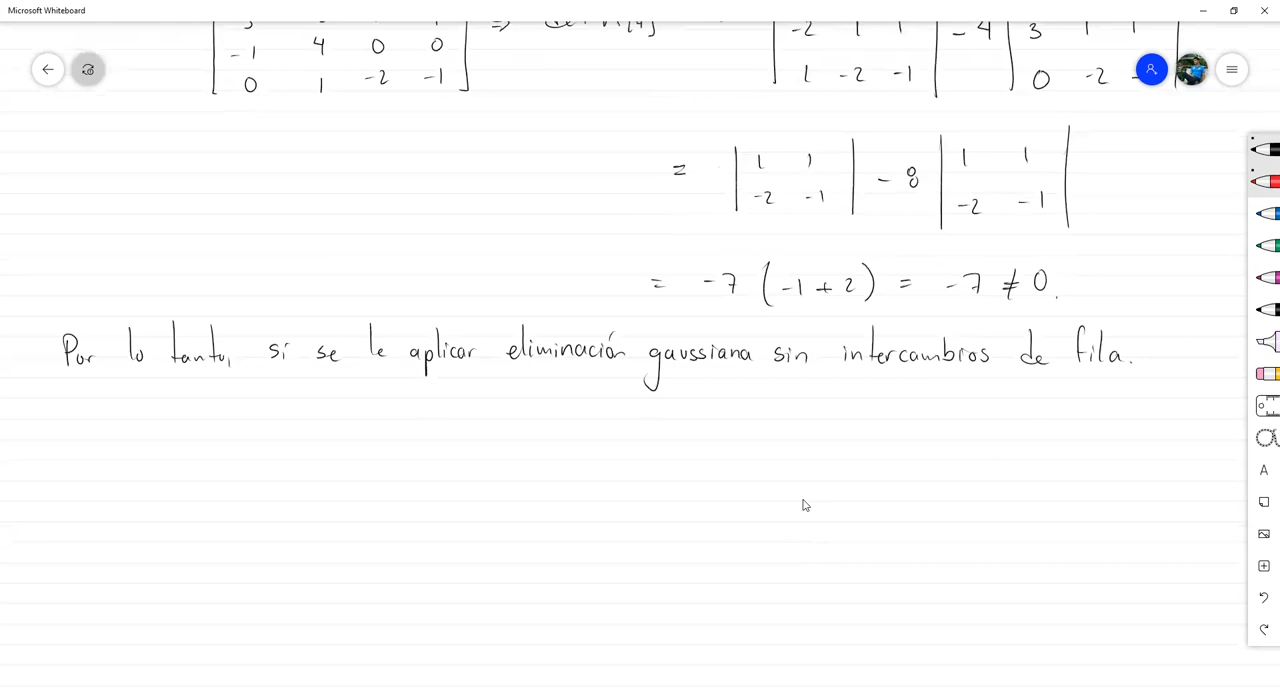 Microsoft Whiteboard
-1 4 0 0
0 1 -2 -1
-2 1 1 - 4 3 1 1
1 -2 -1 0 -2
= | 1 1 | - 8 | 1 1 |
| -2 -1 | | -2 -1 |
= -7 ( -1 + 2 ) = -7 ≠ 0.
Por lo tanto, sí se le aplicar eliminación gaussiana sin intercambios de fila.
A